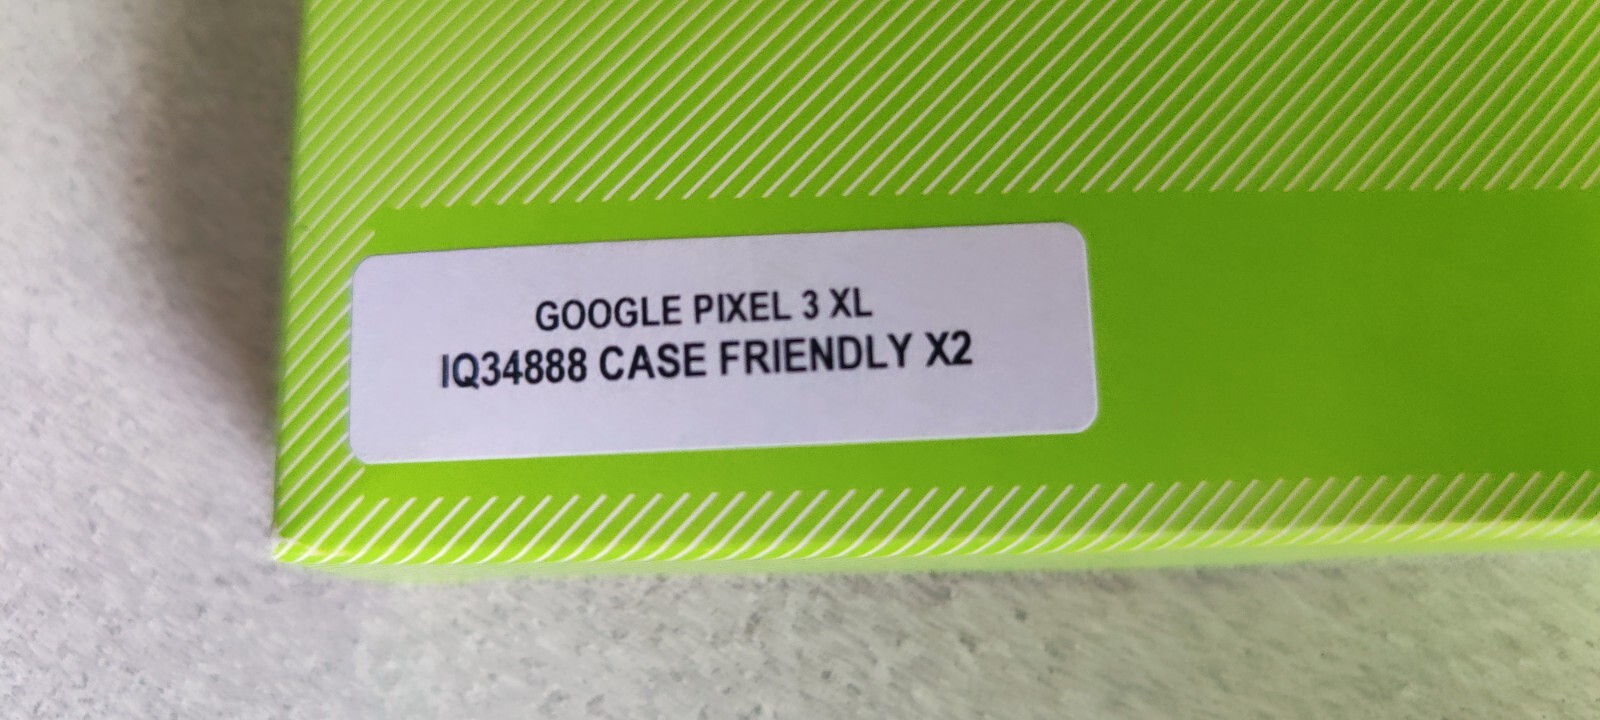 GOOGLE PIXEL 3 XL
IQ34888 CASE FRIENDLY X2